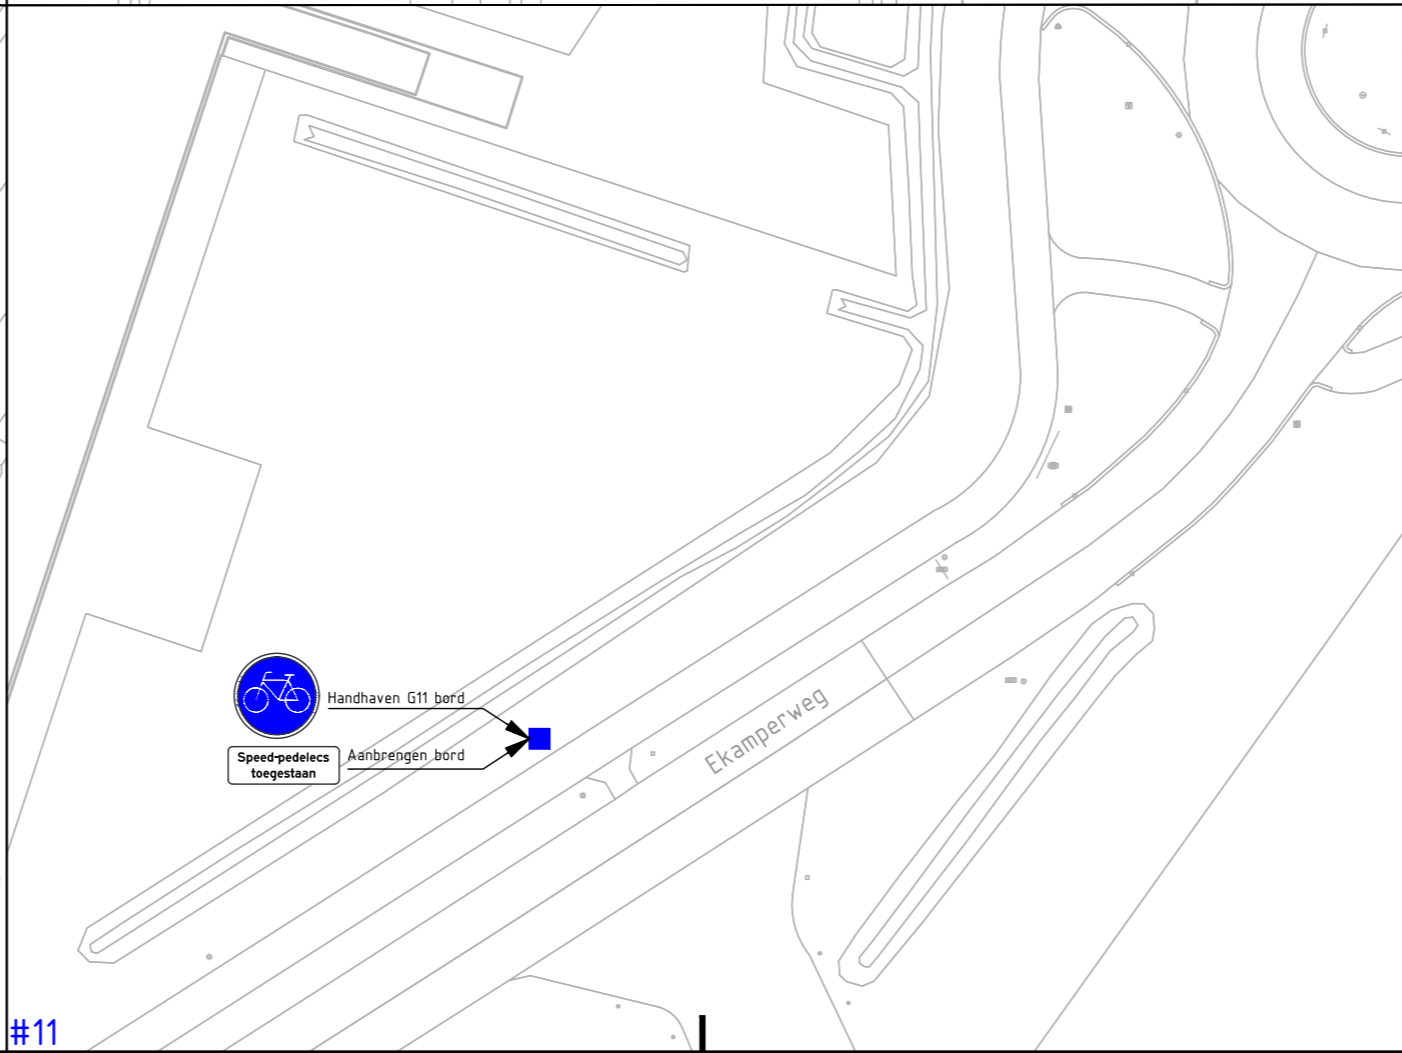 Handhaven G11 bord
Speed-pedelecs
toegestaan
Aanbrengen bord
Ekamperweg
#11